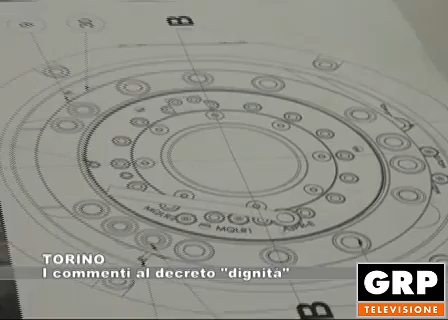 B
TORINO
I commenti al decreto "dignità"
GRP
TELEVISIONE
B